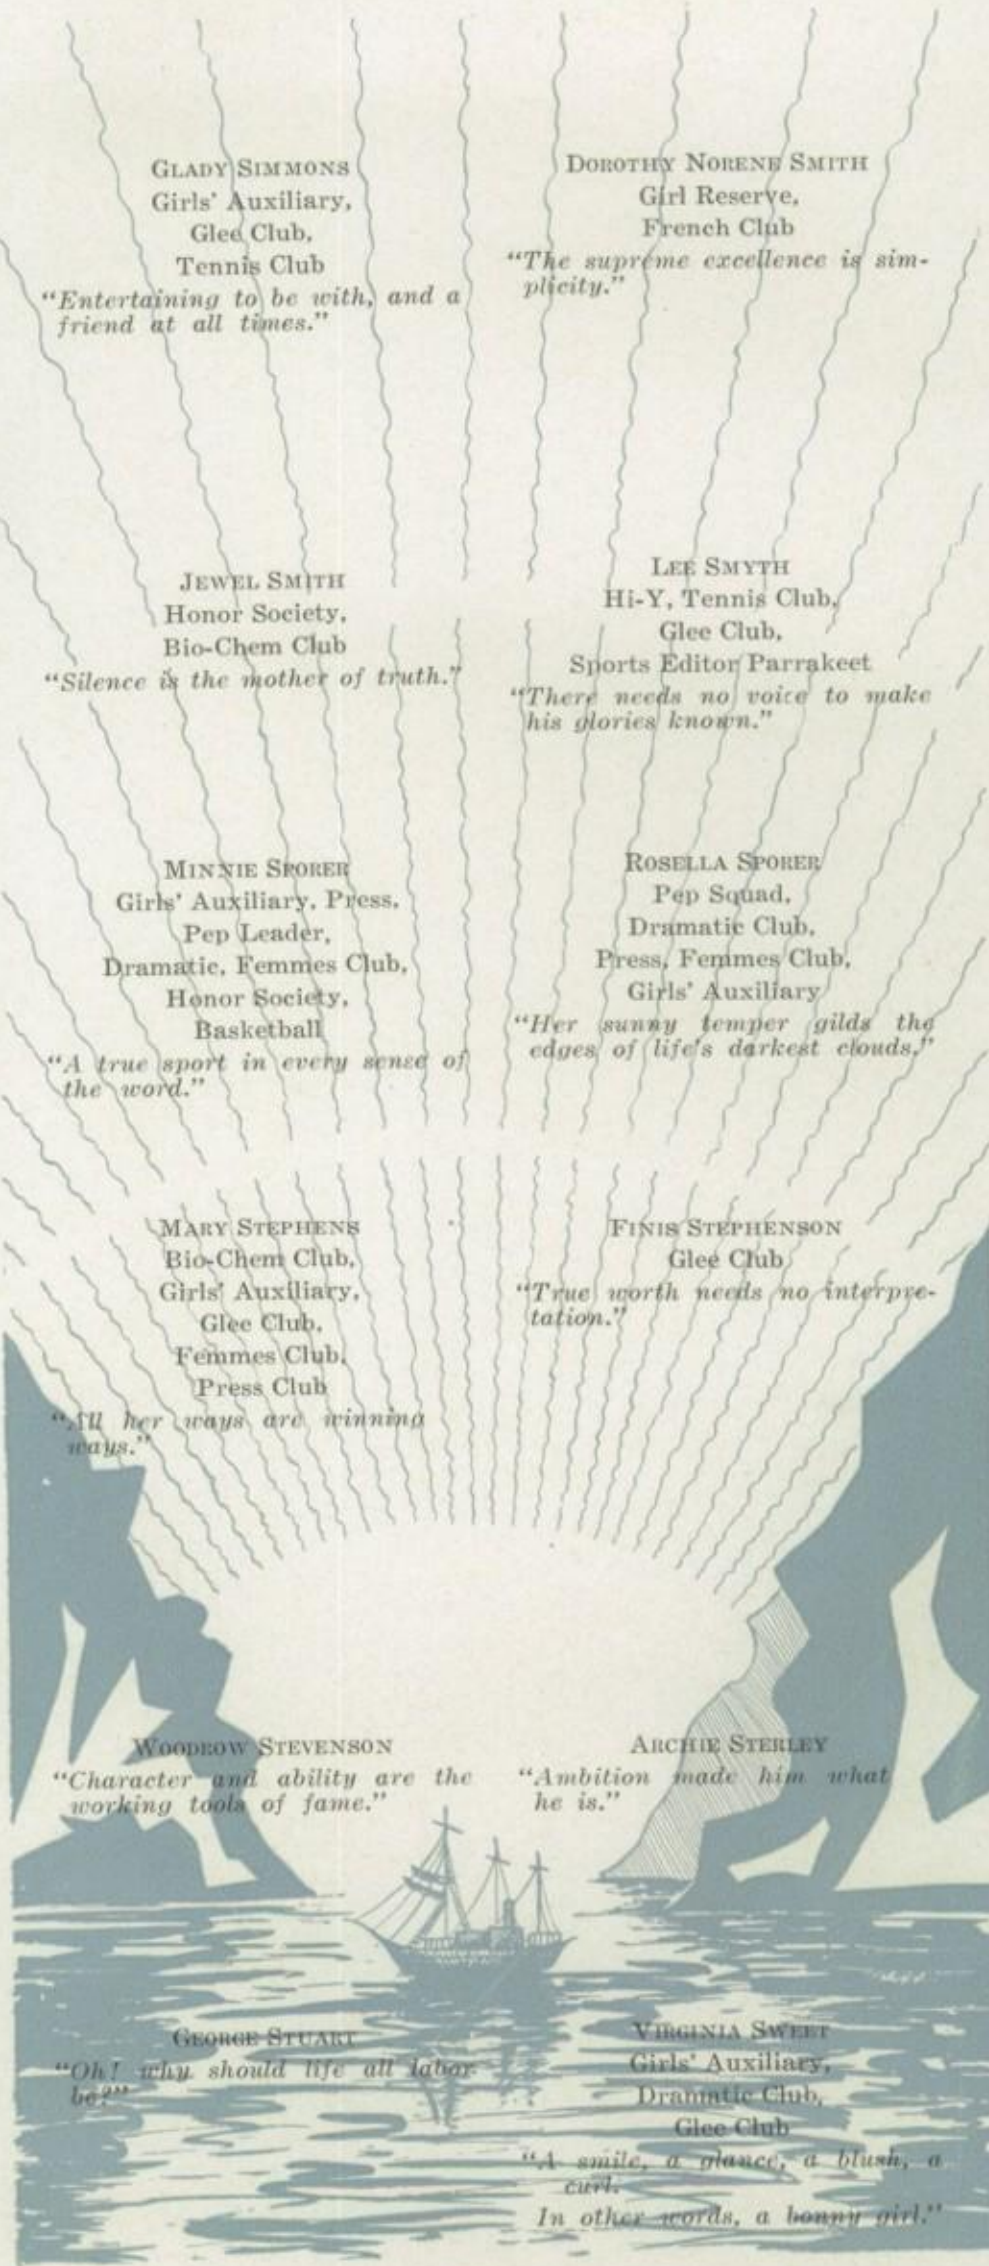 GLADY SIMMONS
Girls' Auxiliary,
Glee Club,
Tennis Club
"Entertaining to be with, and a
friend at all times."
DOROTHY NORENE SMITH
Girl Reserve,
French Club
"The supreme excellence is sim-
plicity."
JEWEL SMITH
Honor Society,
Bio-Chem Club
"Silence is the mother of truth."
LEE SMYTH
Hi-Y, Tennis Club,
Glee Club,
Sports Editor Parrakeet
"There needs no voice to make
his glories known."
MINNIE SPORER
Girls' Auxiliary, Press,
Pep Leader,
Dramatic, Femmes Club,
Honor Society,
Basketball
"A true sport in every sense of
the word."
ROSELLA SPORER
Pep Squad,
Dramatic Club,
Press, Femmes Club,
Girls' Auxiliary
"Her sunny temper gilds the
edges of life's darkest clouds."
MARY STEPHENS
Bio-Chem Club,
Girls' Auxiliary,
Glee Club,
Femmes Club,
Press Club
"All her ways are winning
ways."
FINIS STEPHENSON
Glee Club
"True worth needs no interpre-
tation."
WOODROW STEVENSON
"Character and ability are the
working tools of fame."
ARCHIE STERLEY
"Ambition made him what
he is."
GEORGE STUART
"Oh! why should life all labor
be?"
VIRGINIA SWEET
Girls' Auxiliary,
Dramatic Club,
Glee Club
"A smile, a glance, a blush, a
curl.
In other words, a bonny girl."